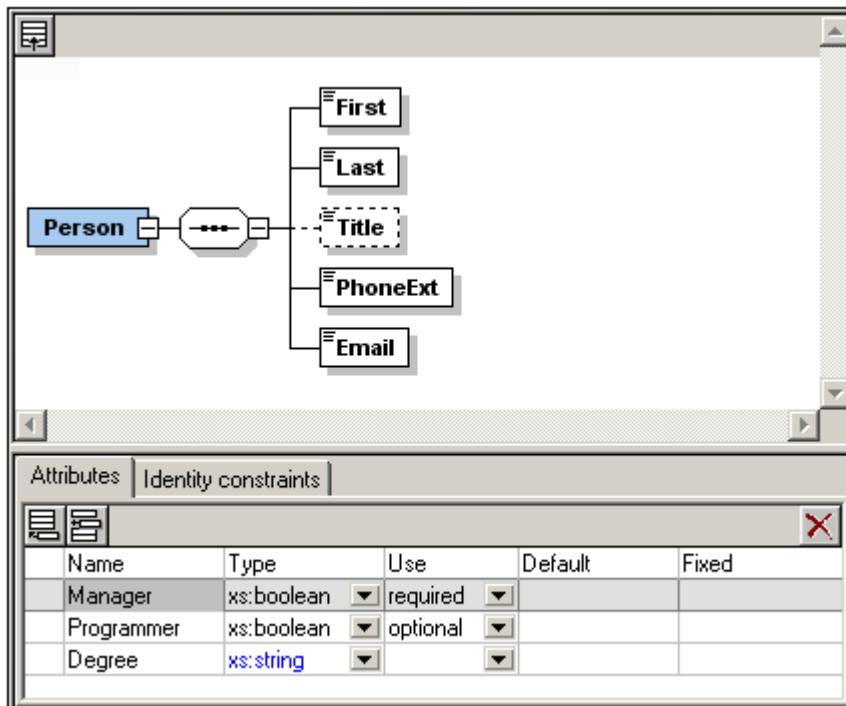 First
Last
Person
Title
PhoneExt
Email
Attributes
Identity constraints
Name Type Use Default Fixed
Manager xs:boolean required
Programmer xs:boolean optional
Degree xs:string